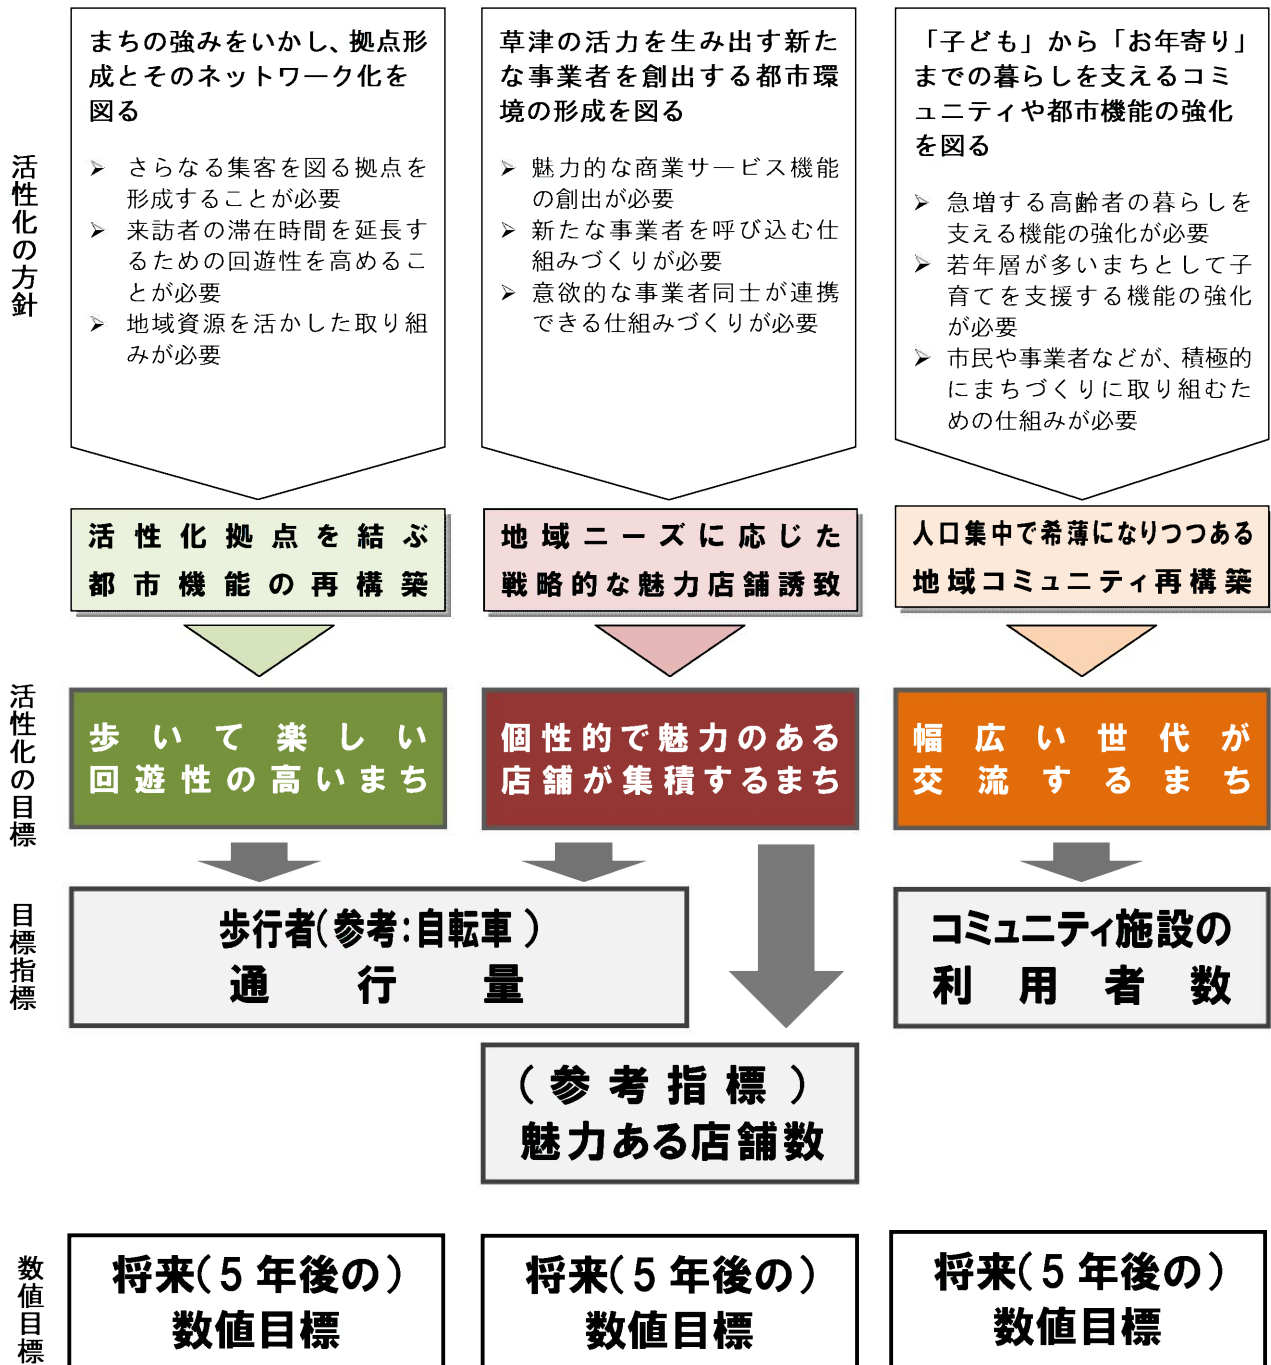 活性化の方針
まちの強みをいかし、拠点形
成とそのネットワーク化を
図る
➢ さらなる集客を図る拠点を
形成することが必要
➢ 来訪者の滞在時間を延長す
るための回遊性を高めるこ
とが必要
➢ 地域資源を活かした取り組
みが必要
草津の活力を生み出す新た
な事業者を創出する都市環
境の形成を図る
➢ 魅力的な商業サービス機能
の創出が必要
➢ 新たな事業者を呼び込む仕
組みづくりが必要
➢ 意欲的な事業者同士が連携
できる仕組みづくりが必要
「子ども」から「お年寄り」
までの暮らしを支えるコミ
ュニティや都市機能の強化
を図る
➢ 急増する高齢者の暮らしを
支える機能の強化が必要
➢ 若年層が多いまちとして子
育てを支援する機能の強化
が必要
➢ 市民や事業者などが、積極的
にまちづくりに取り組むた
めの仕組みが必要
活性化拠点を結ぶ
都市機能の再構築
地域ニーズに応じた
戦略的な魅力店舗誘致
人口集中で希薄になりつつある
地域コミュニティ再構築
活性化の目標
歩いて楽しい
回遊性の高いまち
個性的で魅力のある
店舗が集積するまち
幅広い世代が
交流するまち
目標指標
歩行者(参考:自転車)
通行量
コミュニティ施設の
利用者数
(参考指標)
魅力ある店舗数
数値目標
将来(5年後の)
数値目標
将来(5年後の)
数値目標
将来(5年後の)
数値目標